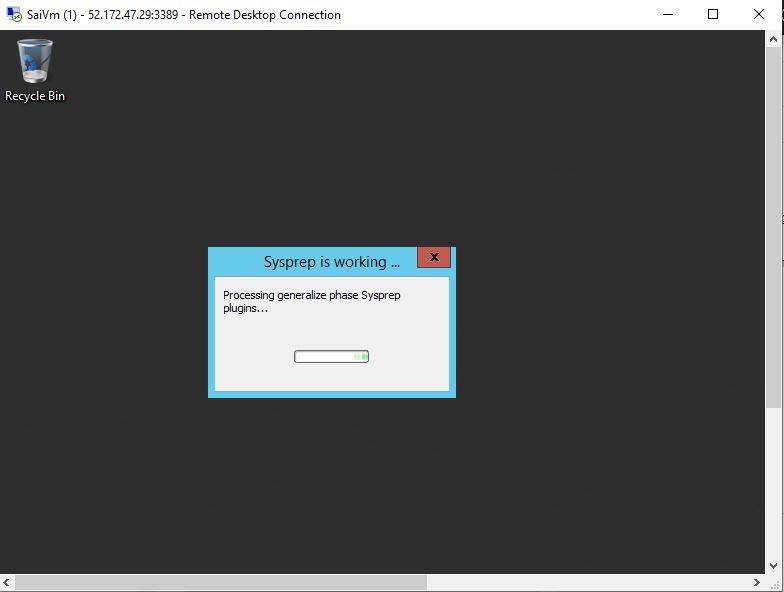 SaiVm (1) - 52.172.47.29:3389 - Remote Desktop Connection
Recycle Bin
Sysprep is working ...
x
Processing generalize phase Sysprep
plugins...